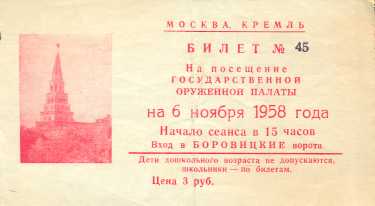 МОСКВА, КРЕМЛЬ
БИЛЕТ № 45
На посещение
ГОСУДАРСТВЕННОЙ
ОРУЖЕЙНОЙ ПАЛАТЫ
на 6 ноября 1958 года
Начало сеанса в 15 часов
Вход в БОРОВИЦКИЕ ворота
Дети дошкольного возраста не допускаются,
школьники — по билетам.
Цена 3 руб.